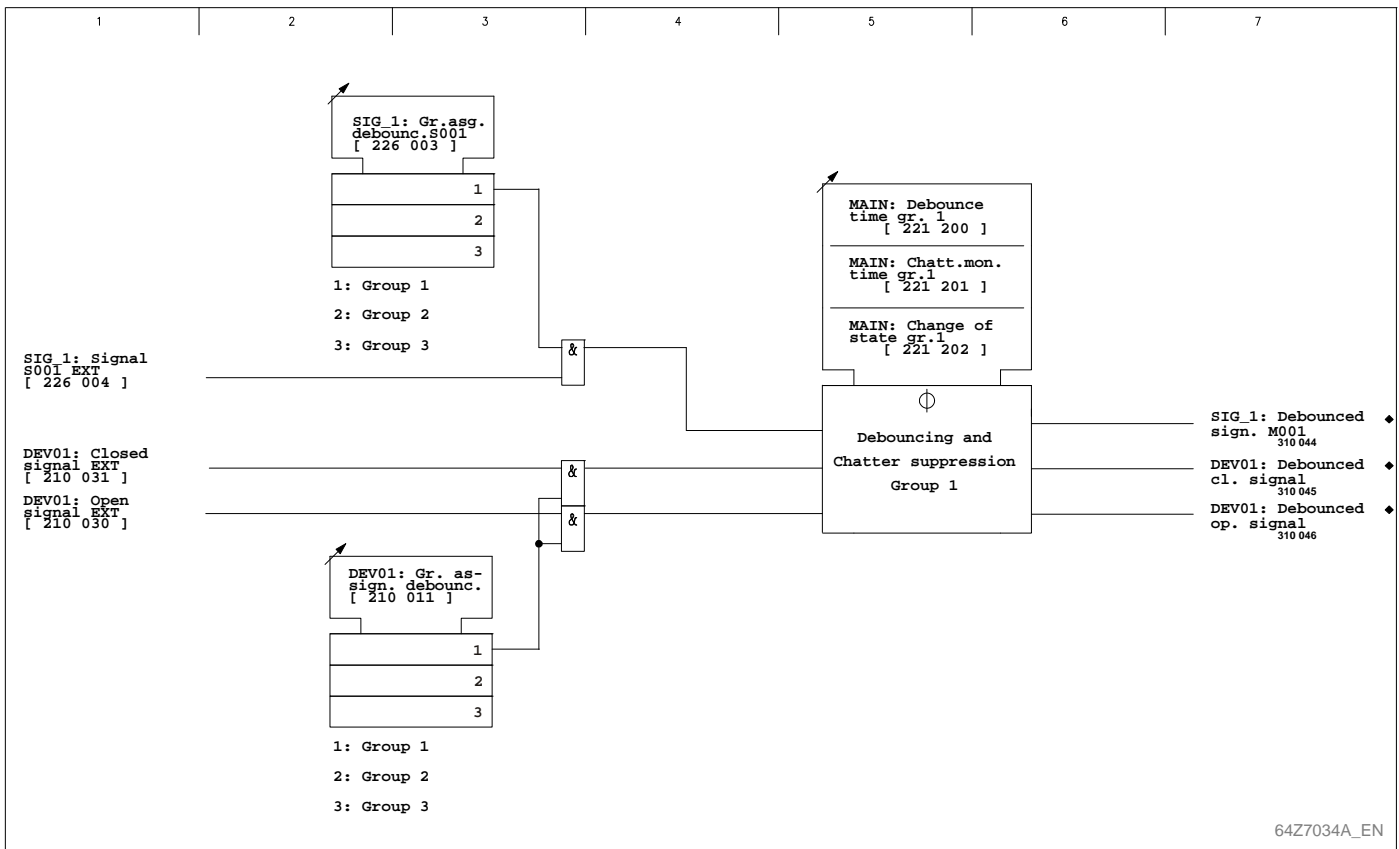 1 2 3 4 5 6 7
SIG_1: Gr.asg.
debounc.S001
[ 226 003 ]
1
2
3
1: Group 1
2: Group 2
3: Group 3
MAIN: Debounce
time gr. 1
[ 221 200 ]
MAIN: Chatt.mon.
time gr.1
[ 221 201 ]
MAIN: Change of
state gr.1
[ 221 202 ]
SIG_1: Signal
S001 EXT
[ 226 004 ]
&
DEV01: Closed
signal EXT
[ 210 031 ]
&
DEV01: Open
signal EXT
[ 210 030 ]
&
Debouncing and
Chatter suppression
Group 1
SIG_1: Debounced
sign. M001
310 044
DEV01: Debounced
cl. signal
310 045
DEV01: Debounced
op. signal
310 046
DEV01: Gr. as-
sign. debounc.
[ 210 011 ]
1
2
3
1: Group 1
2: Group 2
3: Group 3
64Z7034A_EN